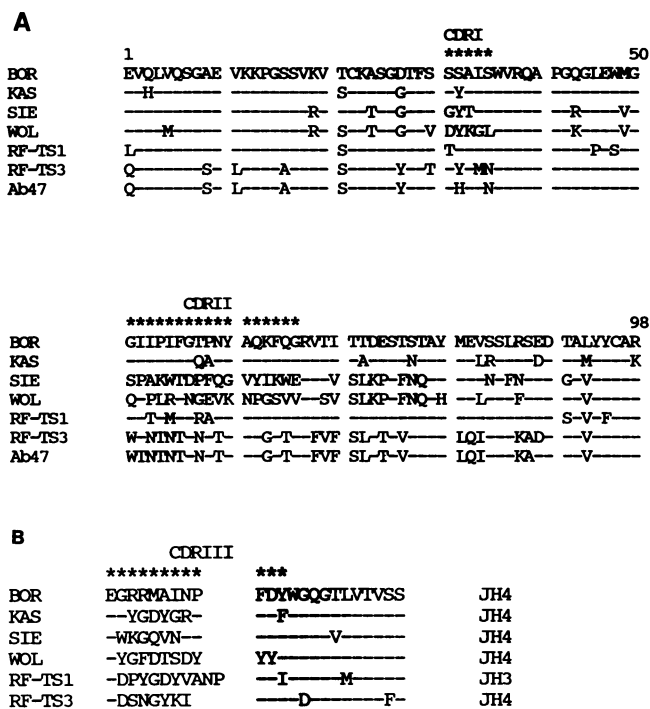 A
CDRI
1 ***** 50
BOR EVQLVQSGAE VKKPGSSVKV TCKASGDTFS SSAISWVRQA PGQGLEWMG
KAS --H------- ---------- S-----G--- -Y-------- ---------
SIE ---------- --------R- ---T--G--- GYT------- --R----V-
WOL ----M----- --------R- S--T--G--V DYKGL----- --K----V-
RF-TS1 L--------- ---------- S--------- T--------- ----P-S--
RF-TS3 Q-------S- L----A---- S-----Y--T -Y-MN----- ---------
Ab47 Q-------S- L----A---- S-----Y--- -H--N----- ---------
CDRII
*********** ****** 98
BOR GIIPIFGTPNY AQKFQGRVTI TTDESTSTAY MEVSSLRSED TALYYCAR
KAS -------QA-- ---------- -A----N--- --LR----D- --M----K
SIE SPAKWTDPFQG VYIKWE---V SLKP-FNQ-- ---N-FN--- G-V-----
WOL Q-PLR-NGEVK NPGSVV--SV SLKP-FNQ-H --L---F--- --V-----
RF-TS1 --T-M--RA-- ---------- ---------- ---------- S-V-F---
RF-TS3 W-NTNT-N-T- --G-T--FVF SL-T-V---- LQI---KAD- --V-----
Ab47 WINTNT-N-T- --G-T--FVF SL-T-V---- LQI---KA-- --V-----
B
CDRIII
********* ***
BOR EGRRMAINP FDYWGQGTLVTVSS JH4
KAS --YGDYGR- --F----------- JH4
SIE -WKGQVN-- -------V------ JH4
WOL -YGFDTSDY YY------------ JH4
RF-TS1 -DPYGDYVANP --I-----M----- JH3
RF-TS3 -DSNGYKI ----D-------F- JH4